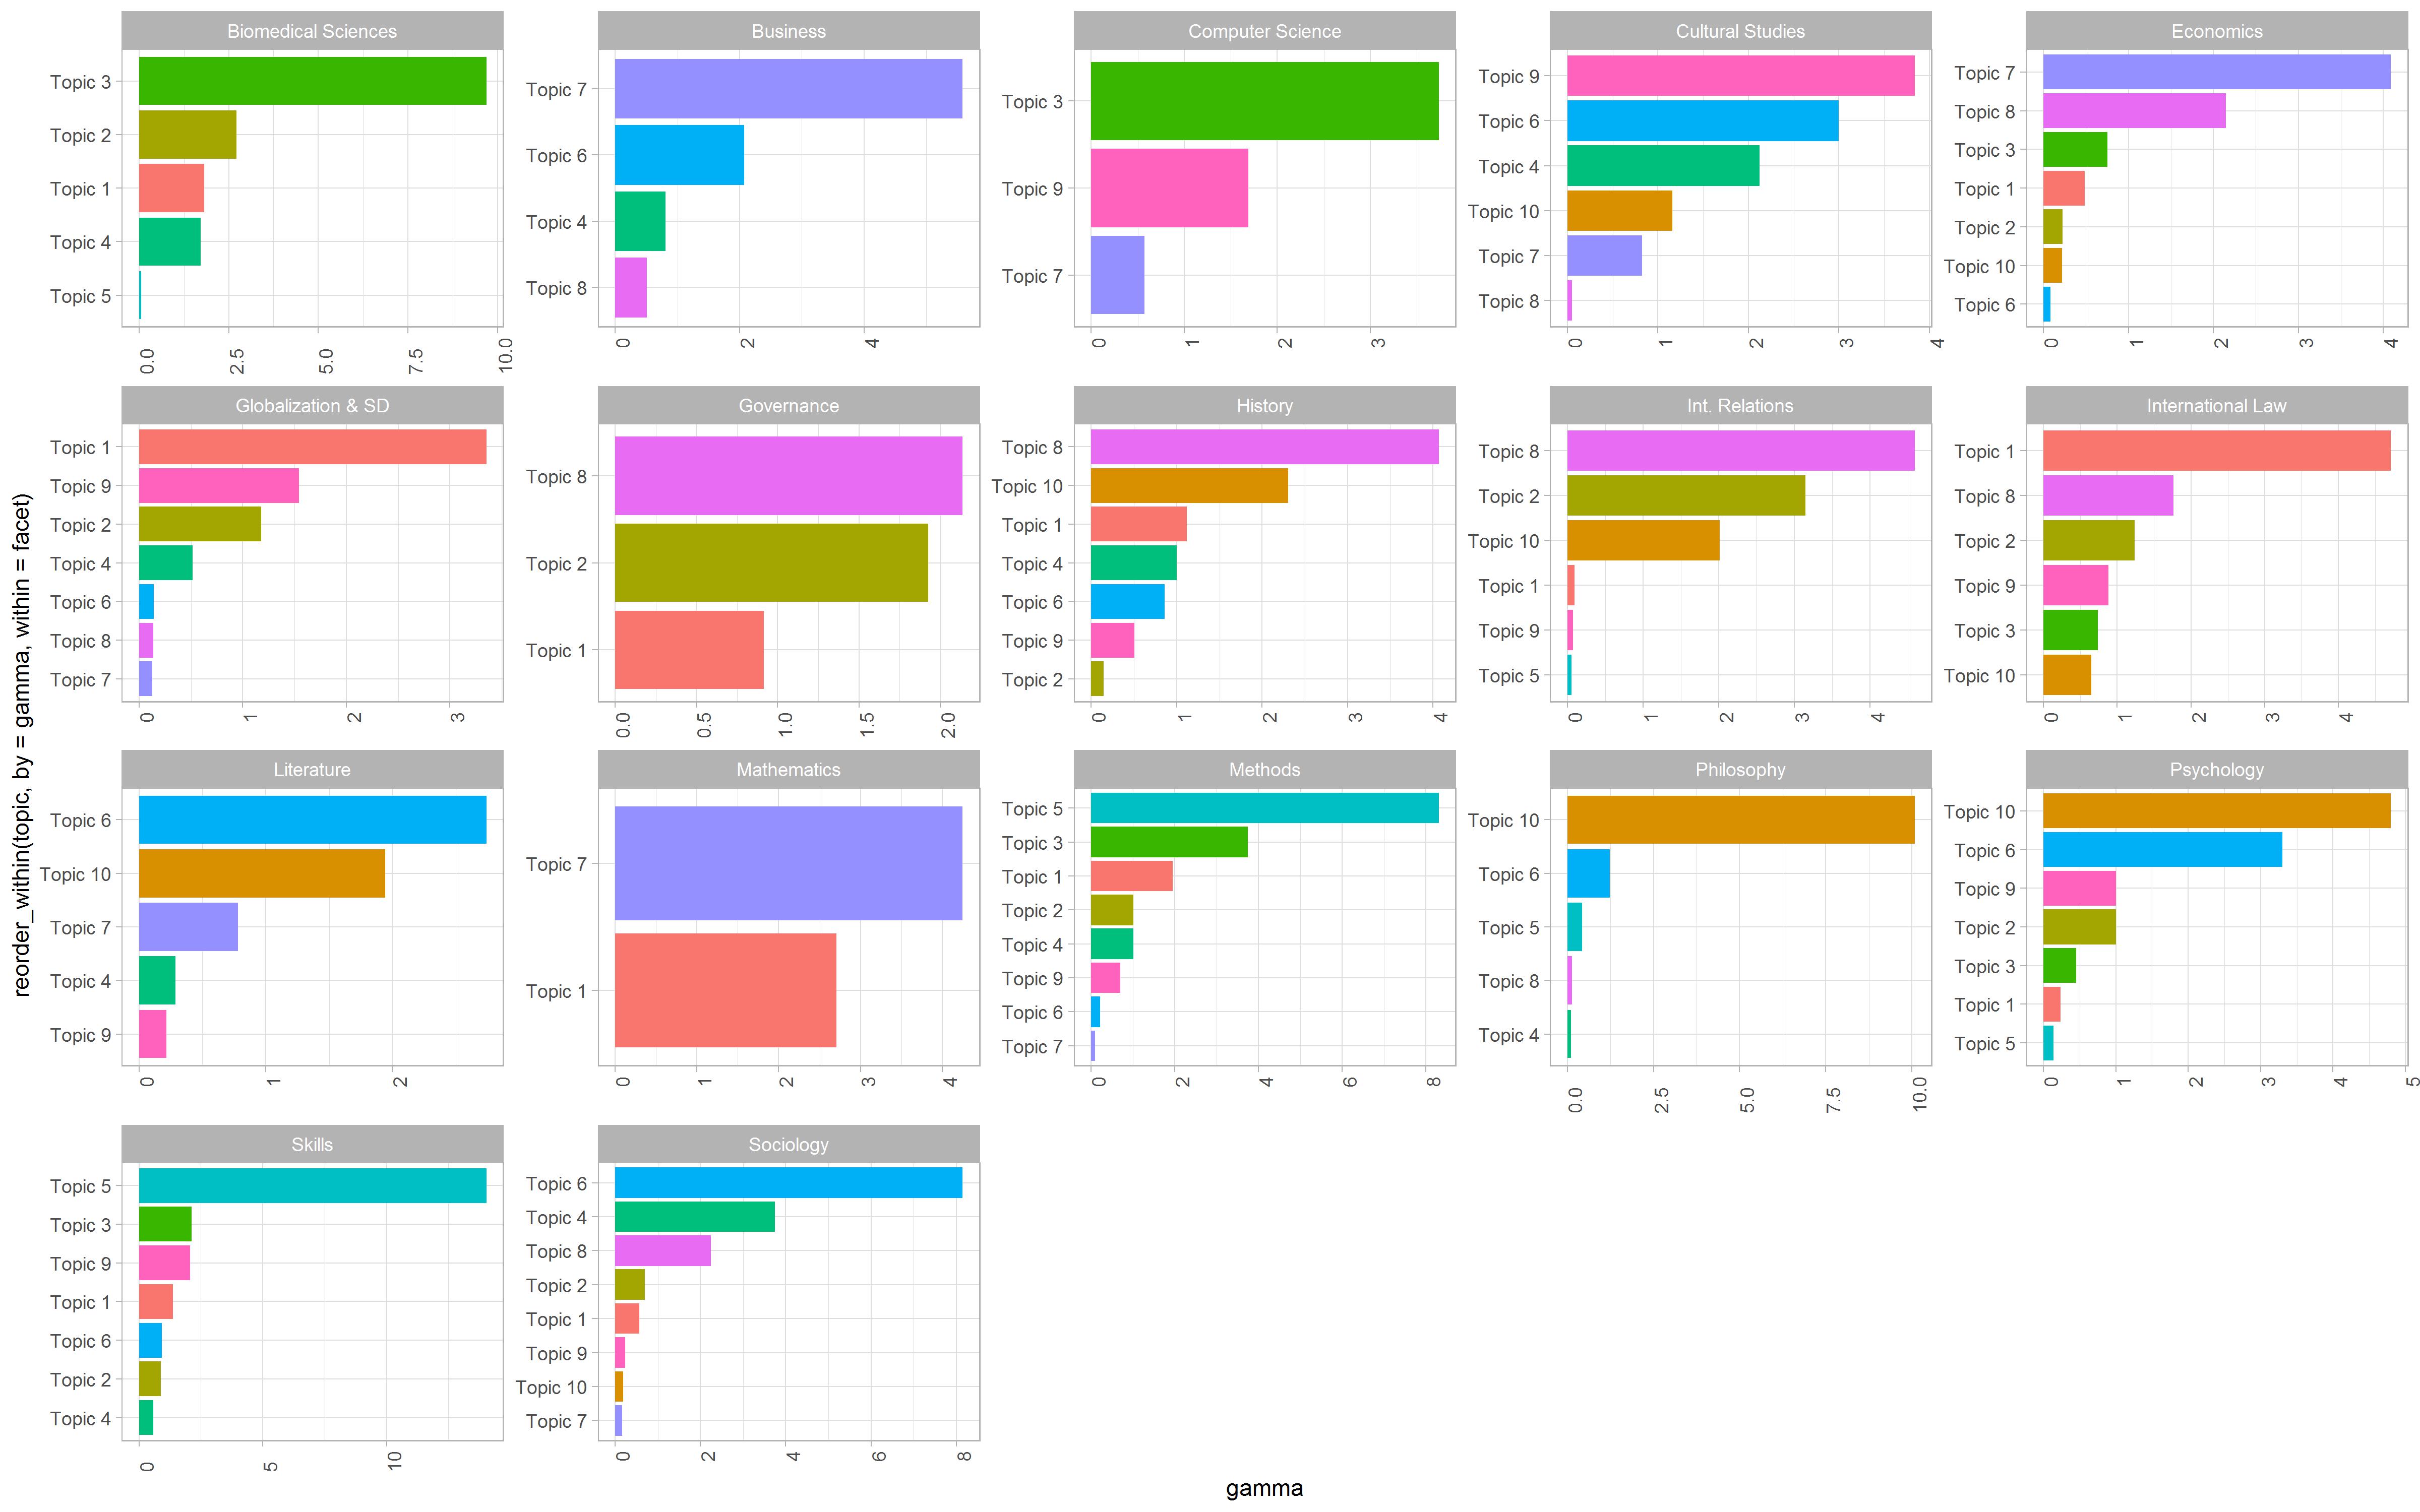 Biomedical Sciences
Topic 3
Topic 2
Topic 1
Topic 4
Topic 5
0.0 2.5 5.0 7.5 10.0
Business
Topic 7
Topic 6
Topic 4
Topic 8
0 2 4
Computer Science
Topic 3
Topic 9
Topic 7
0 1 2 3
Cultural Studies
Topic 9
Topic 6
Topic 4
Topic 10
Topic 7
Topic 8
0 1 2 3 4
Economics
Topic 7
Topic 8
Topic 3
Topic 1
Topic 2
Topic 10
Topic 6
0 1 2 3 4
Globalization & SD
Topic 1
Topic 9
Topic 2
Topic 4
Topic 6
Topic 8
Topic 7
0 1 2 3
Governance
Topic 8
Topic 2
Topic 1
0.0 0.5 1.0 1.5 2.0
History
Topic 8
Topic 10
Topic 1
Topic 4
Topic 6
Topic 9
Topic 2
0 1 2 3 4
Int. Relations
Topic 8
Topic 2
Topic 10
Topic 1
Topic 9
Topic 5
0 1 2 3 4
International Law
Topic 1
Topic 8
Topic 2
Topic 9
Topic 3
Topic 10
0 1 2 3 4
Literature
Topic 6
Topic 10
Topic 7
Topic 4
Topic 9
0 1 2
Mathematics
Topic 7
Topic 1
0 1 2 3 4
Methods
Topic 5
Topic 3
Topic 1
Topic 2
Topic 4
Topic 9
Topic 6
Topic 7
0 2 4 6 8
Philosophy
Topic 10
Topic 6
Topic 5
Topic 8
Topic 4
0.0 2.5 5.0 7.5 10.0
Psychology
Topic 10
Topic 6
Topic 9
Topic 2
Topic 3
Topic 1
Topic 5
0 1 2 3 4 5
Skills
Topic 5
Topic 3
Topic 9
Topic 1
Topic 6
Topic 2
Topic 4
0 5 10
Sociology
Topic 6
Topic 4
Topic 8
Topic 2
Topic 1
Topic 9
Topic 10
Topic 7
0 2 4 6 8
reorder_within(topic, by = gamma, within = facet)
gamma